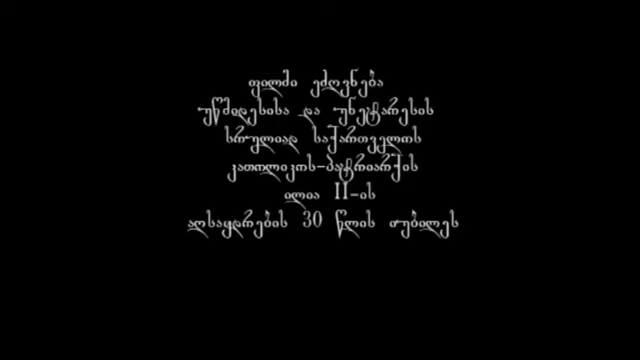 ფილმი ეძღვნება
უწმიდესისა და უნეტარესის
სრულიად საქართველოს
კათოლიკოს-პატრიარქის
ილია II-ის
აღსაყდრების 30 წლის იუბილეს